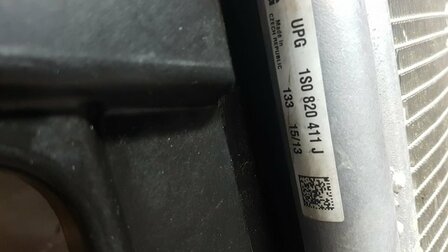 UPG
Made in
CZECH REPUBLIC
1S0 820 411 J
133 15/13